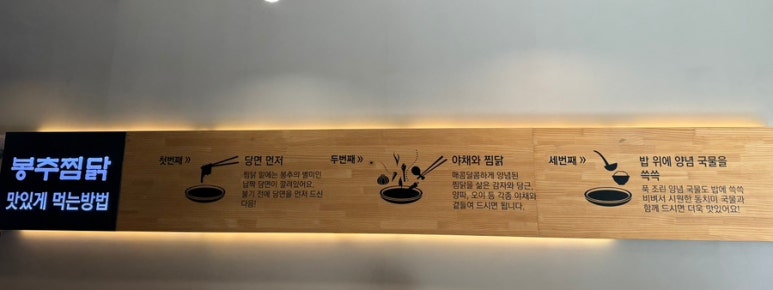 봉추찜닭
맛있게 먹는방법
첫번째 »
당면 먼저
찜닭 밑에는 봉추의 별미인
납짝 당면이 깔려있어요.
불기 전에 당면을 먼저 드신
다음!
두번째 »
야채와 찜닭
매콤달콤하게 양념된
찜닭을 삶은 감자와 당근,
양파, 오이 등 각종 야채와
곁들여 드시면 됩니다.
세번째 »
밥 위에 양념 국물을
쓱쓱
푹 조린 양념 국물도 밥에 쓱쓱
비벼서 시원한 동치미 국물과
함께 드시면 더욱 맛있어요!